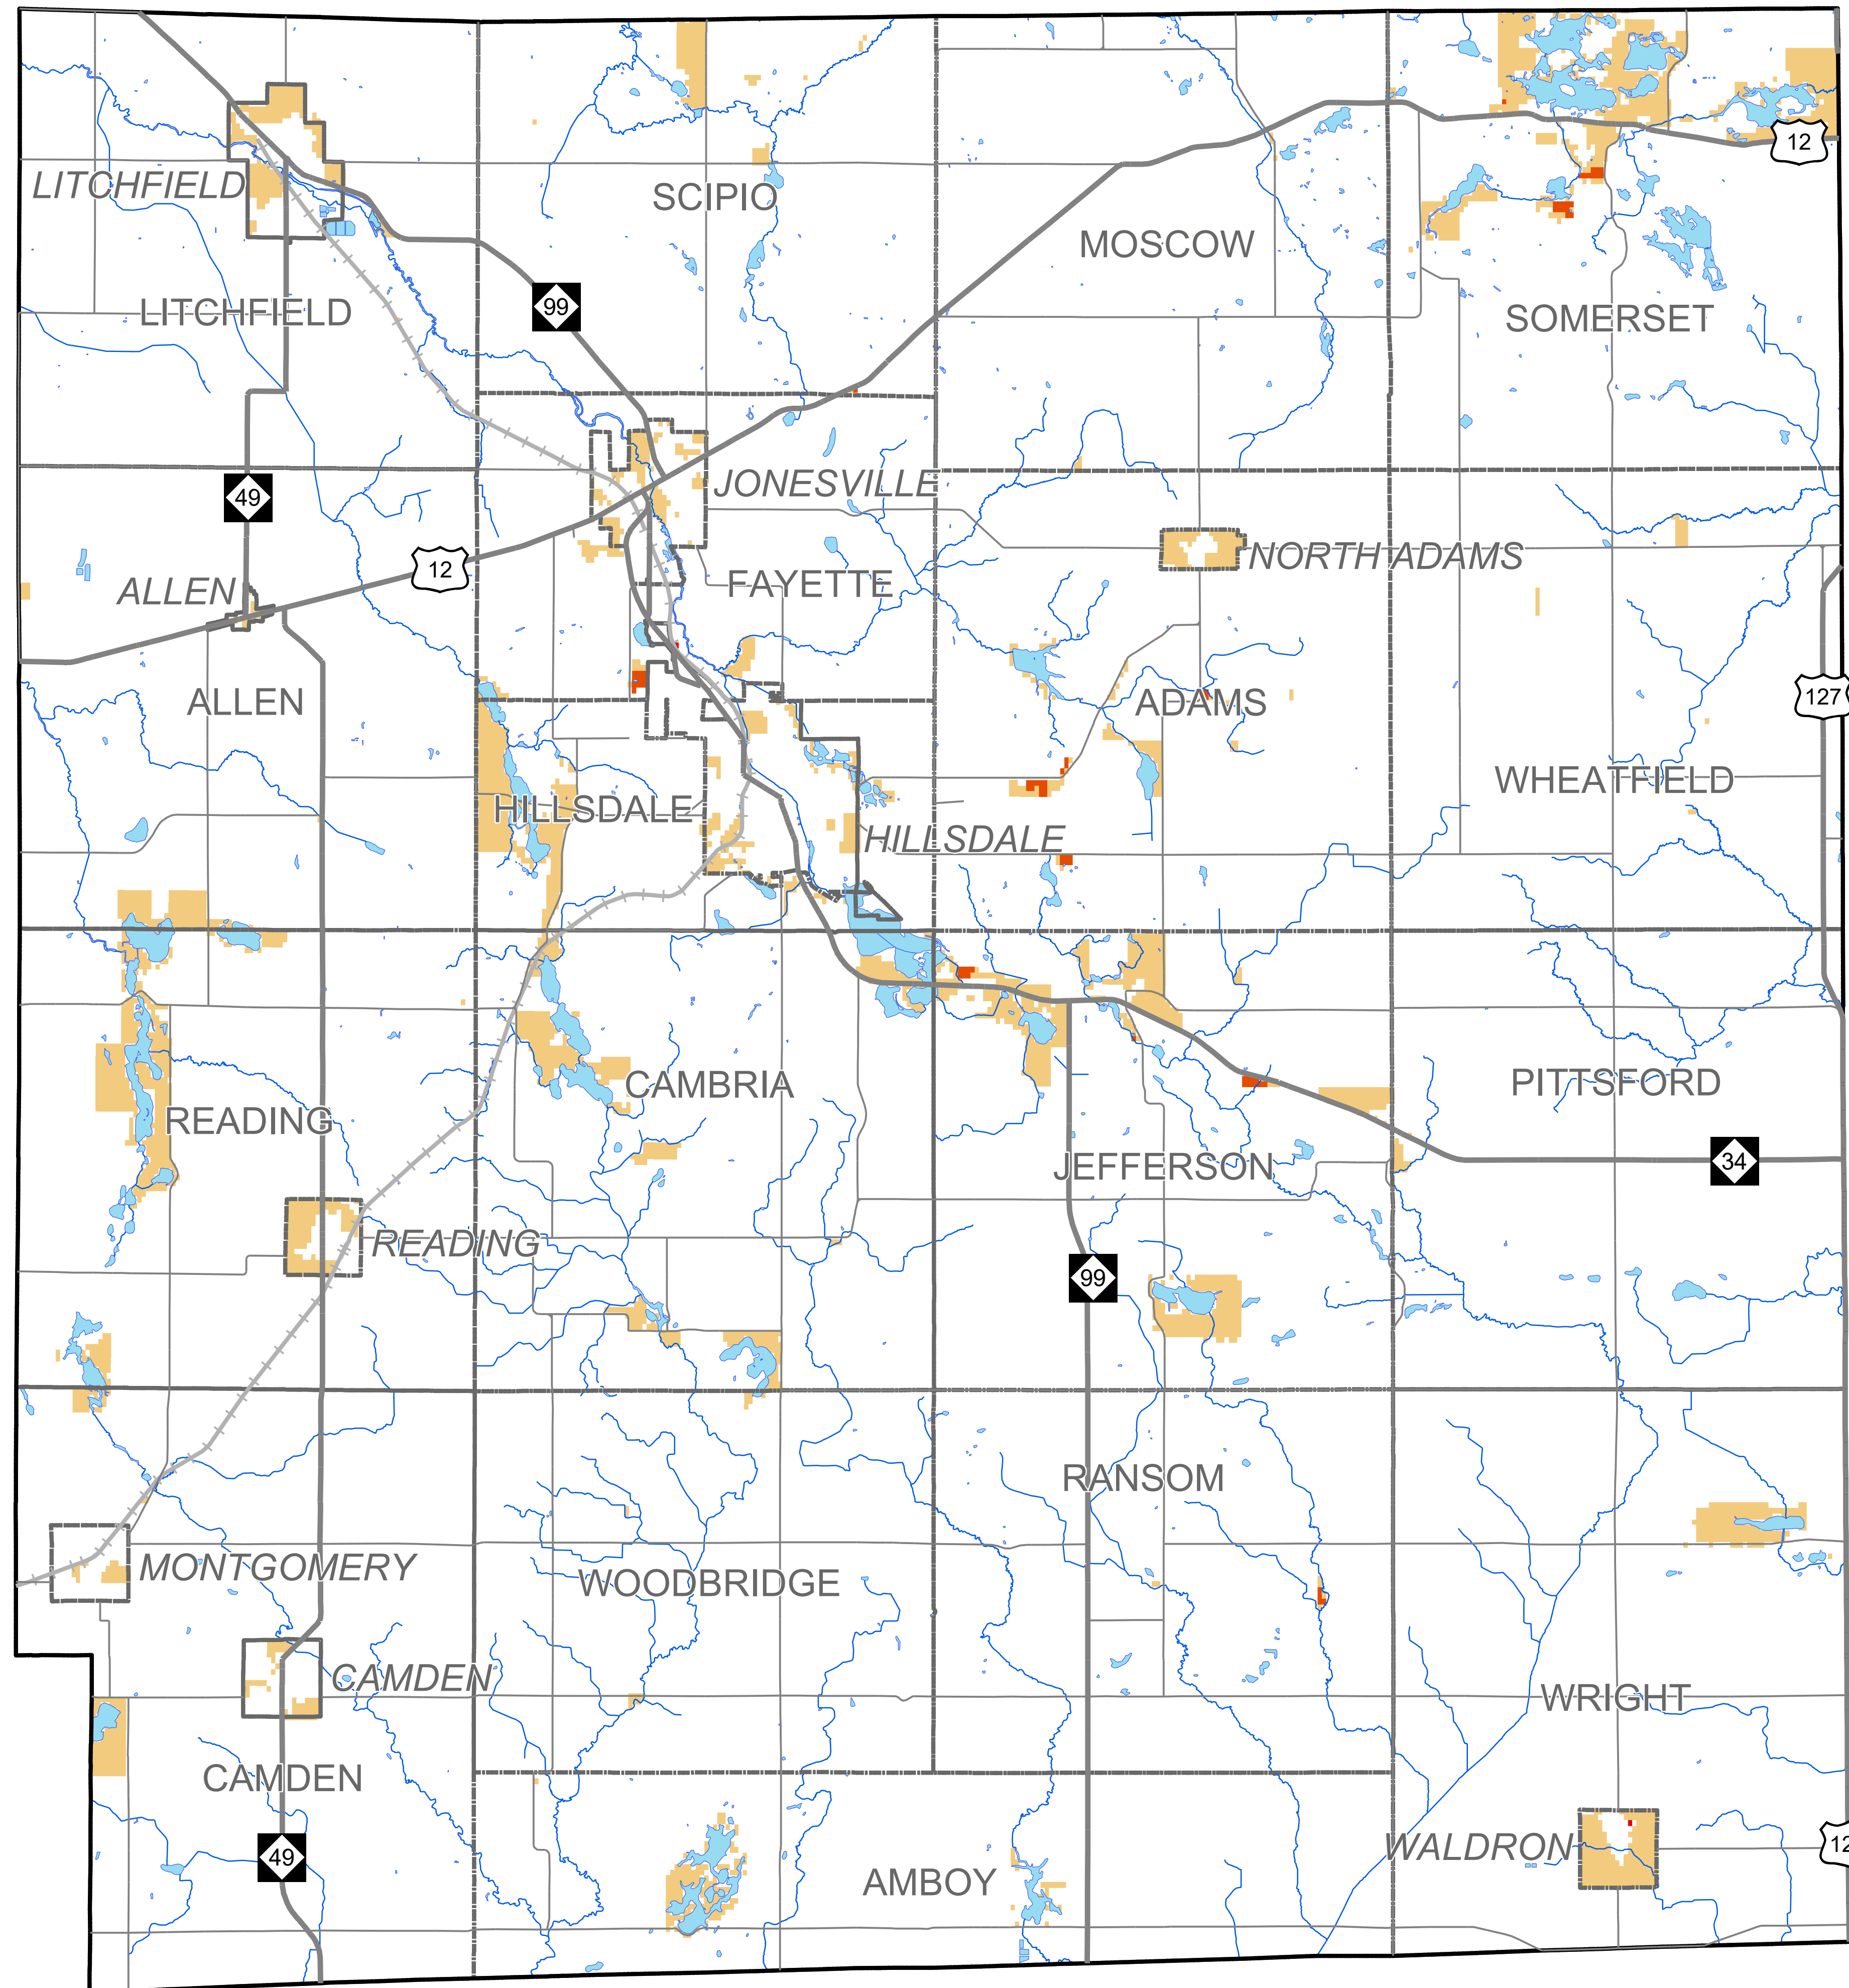 12
LITCHFIELD
SCIPIO
MOSCOW
99
LITCHFIELD
SOMERSET
JONESVILLE
49
NORTH ADAMS
12
ALLEN
FAYETTE
127
ALLEN
ADAMS
WHEATFIELD
HILLSDALE
HILLSDALE
CAMBRIA
PITTSFORD
READING
34
JEFFERSON
READING
99
RANSOM
MONTGOMERY
WOODBRIDGE
CAMDEN
WRIGHT
CAMDEN
WALDRON
12
49
AMBOY